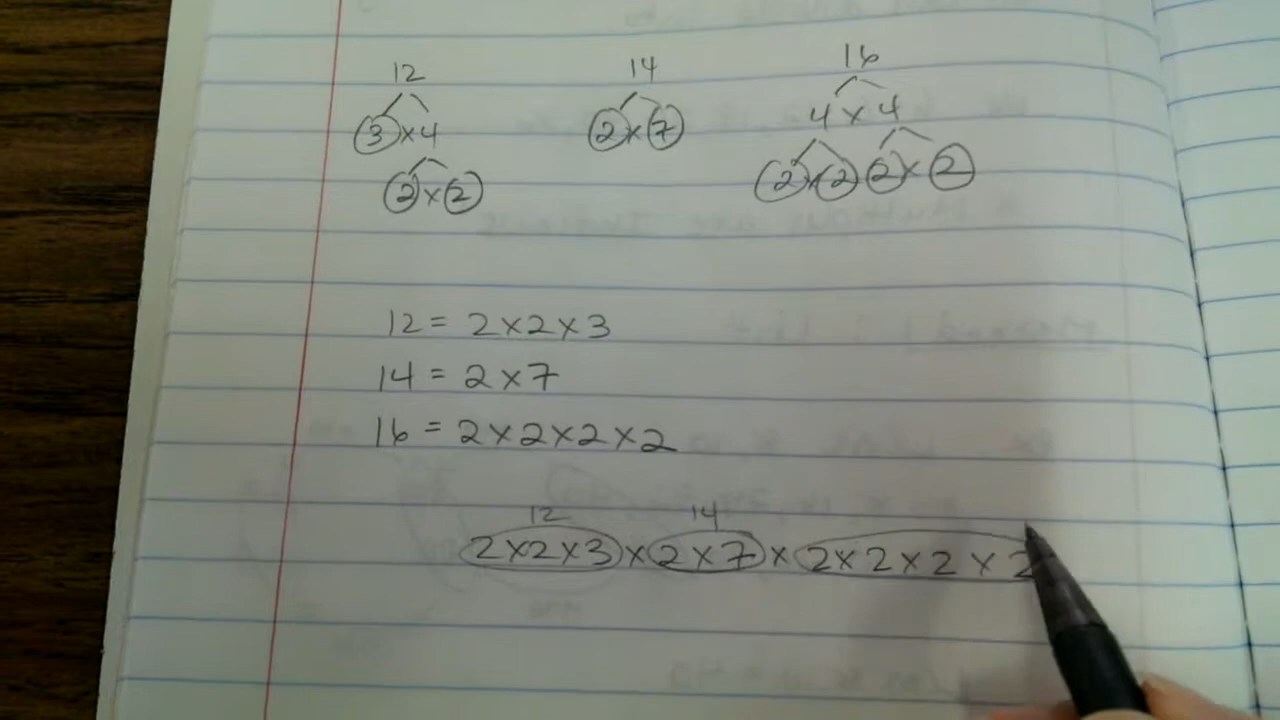 12 14 16
3 x 4 2 x 7 4 x 4
2 x 2 2 x 2 2 x 2
12 = 2 x 2 x 3
14 = 2 x 7
16 = 2 x 2 x 2 x 2
12 14
2 x 2 x 3 x 2 x 7 x 2 x 2 x 2 x 2